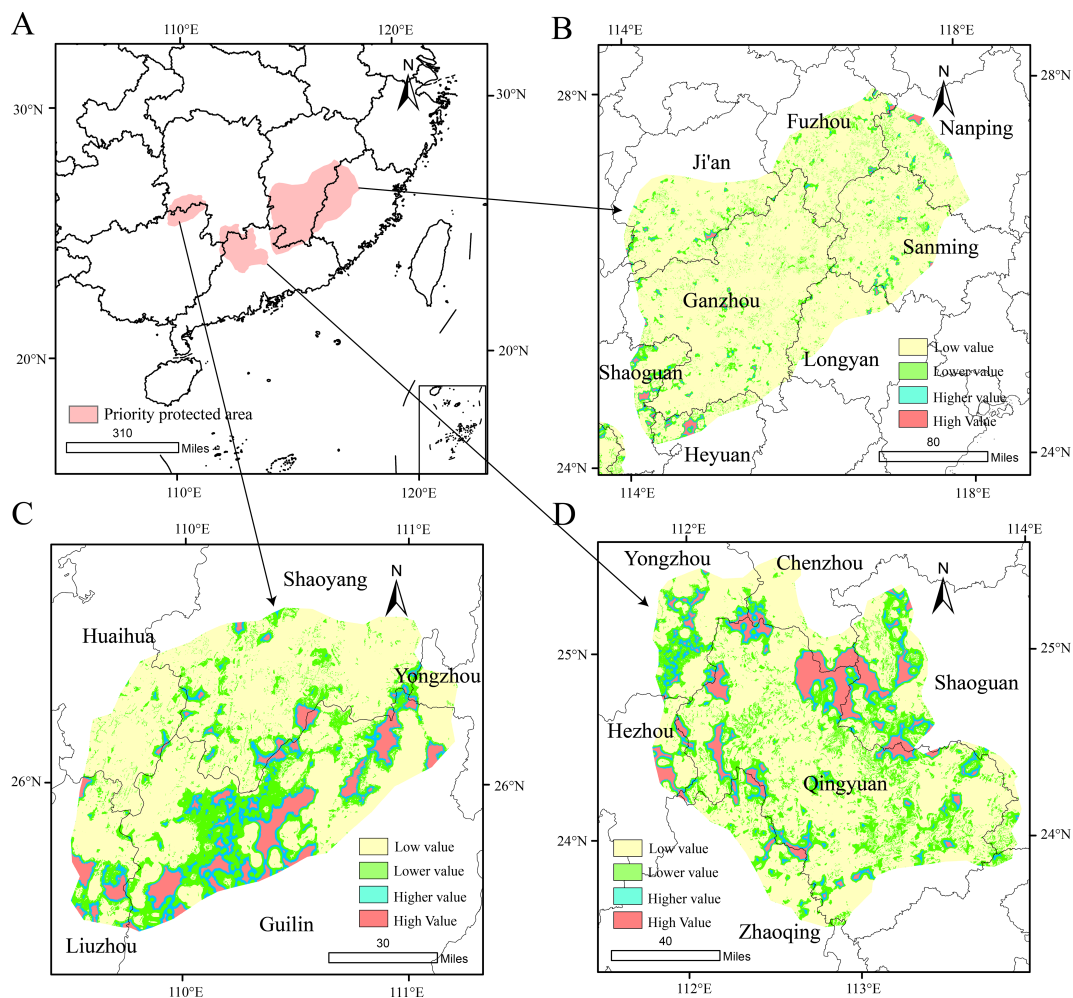 A
110°E
120°E
30°N
30°N
N
20°N
20°N
Priority protected area
310
Miles
110°E
120°E
B
114°E
118°E
28°N
28°N
N
Fuzhou
Nanping
Ji'an
Sanming
Ganzhou
Longyan
Shaoguan
Heyuan
Low value
Lower value
Higher value
High Value
80
Miles
24°N
24°N
114°E
118°E
C
110°E
111°E
Shaoyang
N
Huaihua
Yongzhou
26°N
26°N
Low value
Lower value
Higher value
High Value
Guilin
Liuzhou
30
Miles
110°E
111°E
D
112°E
114°E
Yongzhou
Chenzhou
N
25°N
25°N
Shaoguan
Hezhou
Qingyuan
24°N
24°N
Low value
Lower value
Higher value
High Value
Zhaoqing
40
Miles
112°E
113°E